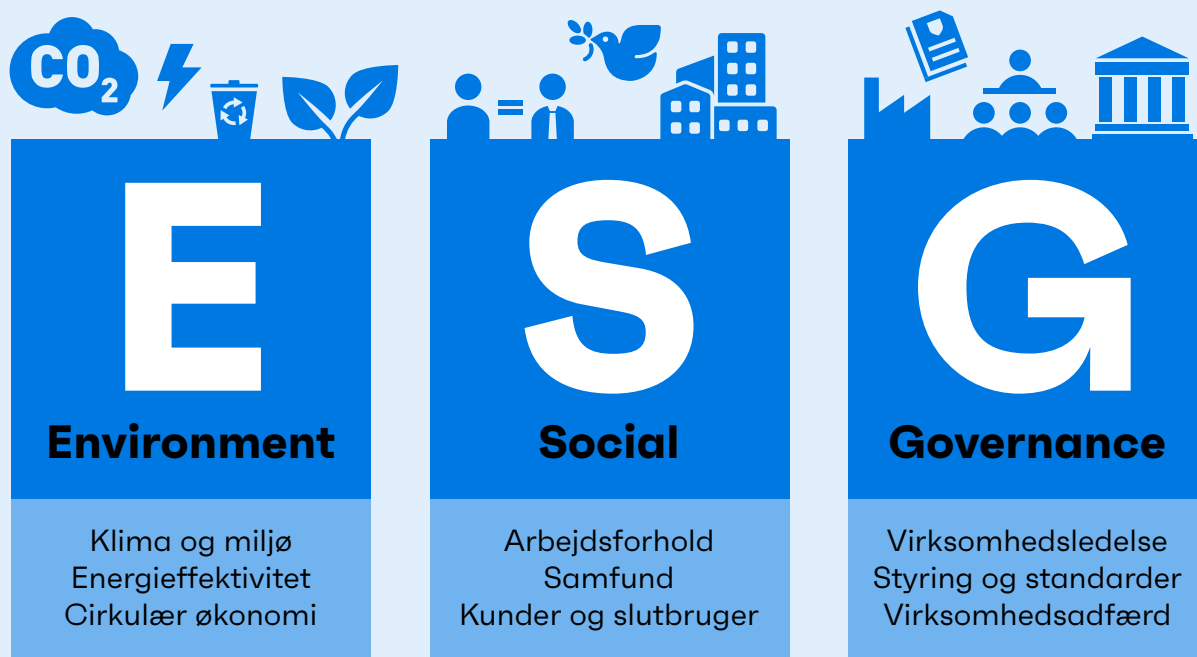 CO2
E
Environment
Klima og miljø
Energieffektivitet
Cirkulær økonomi
S
Social
Arbejdsforhold
Samfund
Kunder og slutbruger
G
Governance
Virksomhedsledelse
Styring og standarder
Virksomhedsadfærd